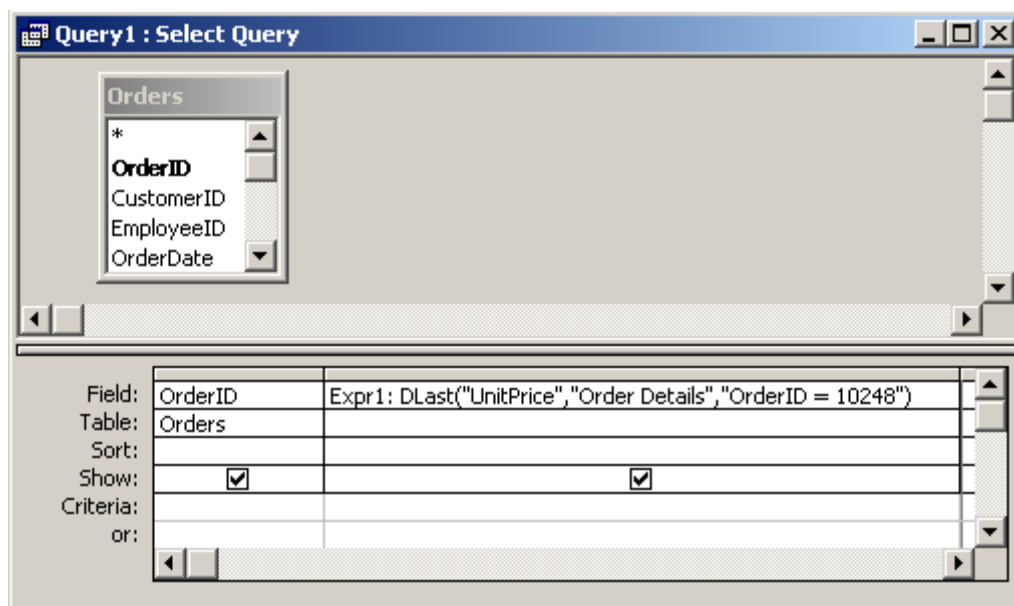 Query1 : Select Query
Orders
*
OrderID
CustomerID
EmployeeID
OrderDate
Field: OrderID Expr1: DLast("UnitPrice","Order Details","OrderID = 10248")
Table: Orders
Sort:
Show:
Criteria:
or: